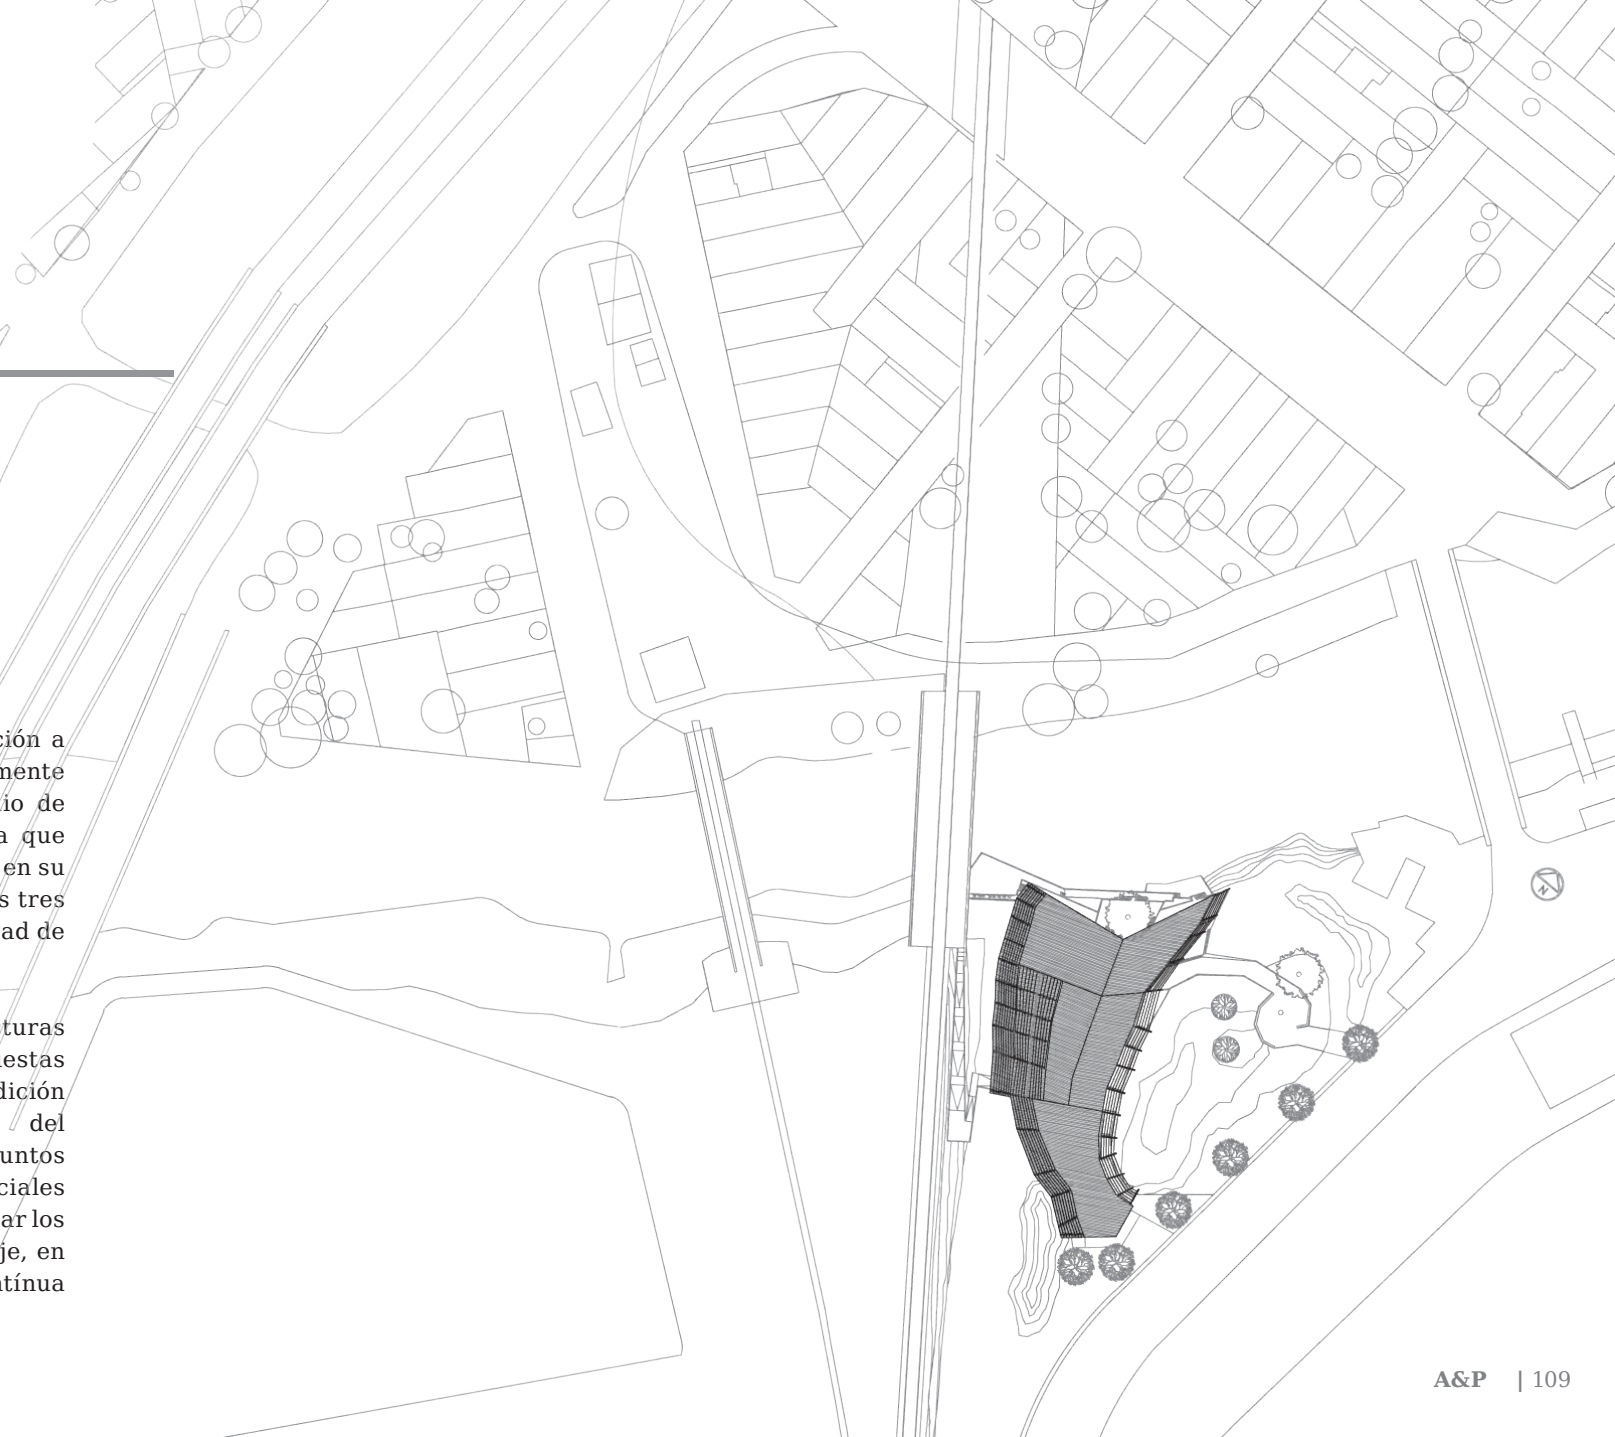 ción a
mente
io de
a que
en su
s tres
ad de
turas
estas
dición
del
untos
ciales
ar los
je, en
tínua
N
A&P | 109